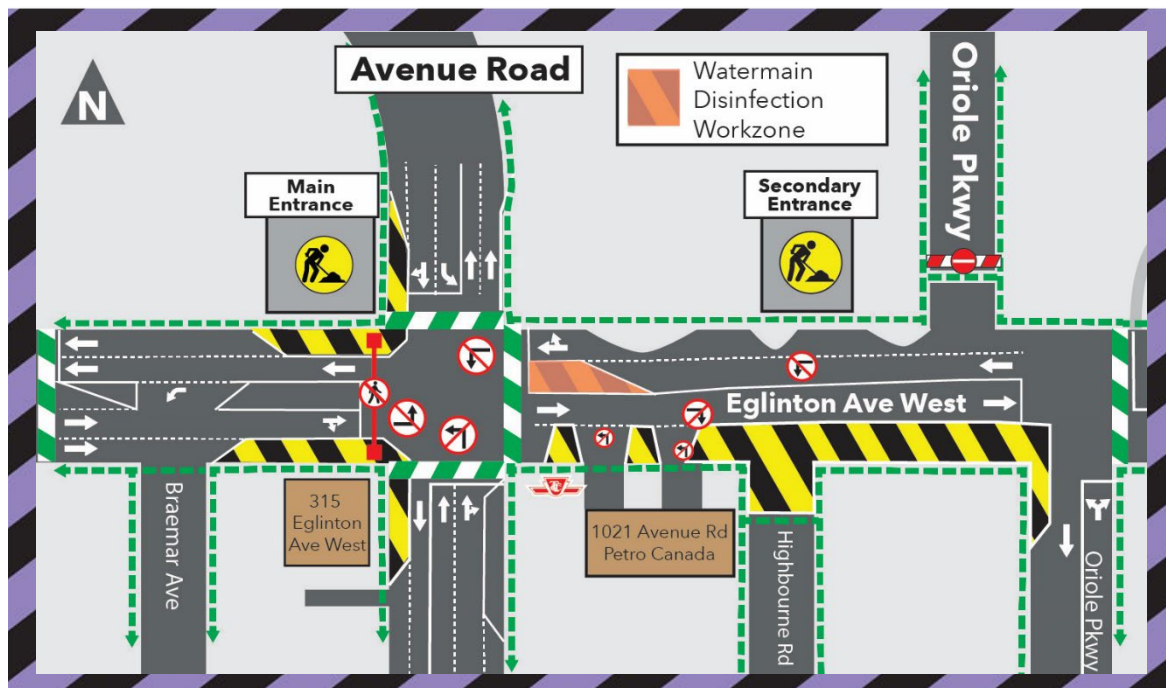 Avenue Road
Watermain
Disinfection
Workzone
N
Oriole Pkwy
Main
Entrance
Secondary
Entrance
Eglinton Ave West
Braemar Ave
315
Eglinton
Ave West
1021 Avenue Rd
Petro Canada
Highbourne Rd
Oriole Pkwy